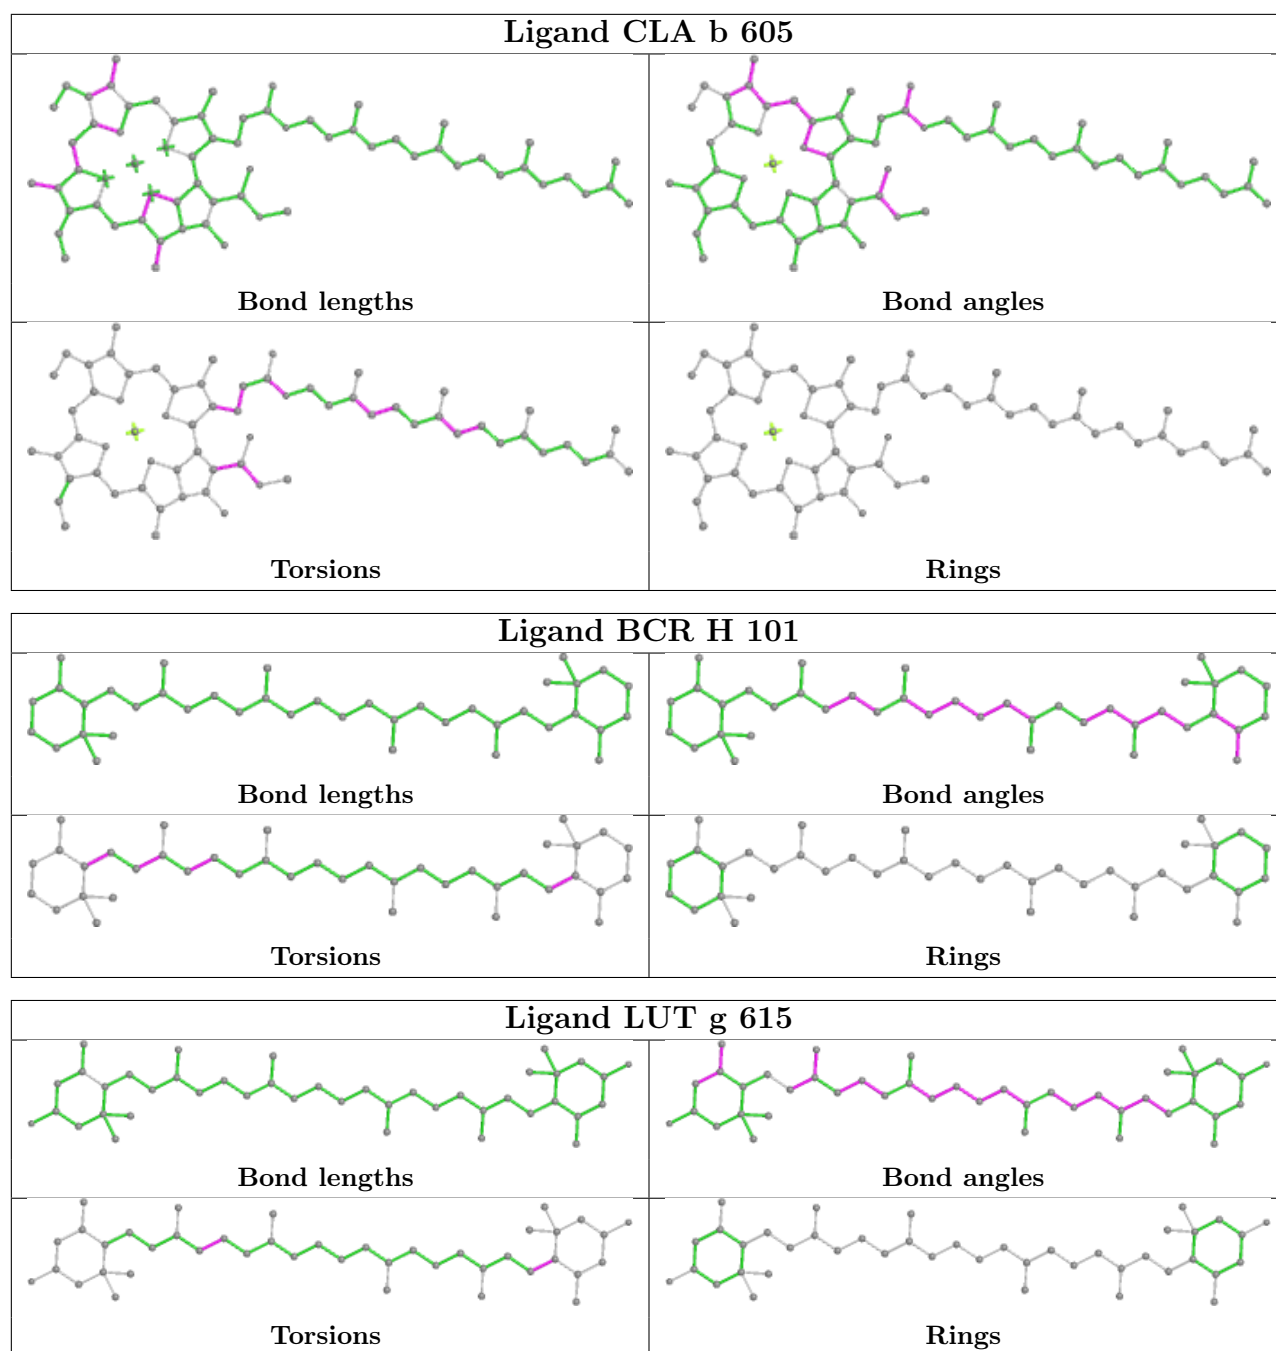 Ligand CLA b 605
Bond lengths
Bond angles
Torsions
Rings
Ligand BCR H 101
Bond lengths
Bond angles
Torsions
Rings
Ligand LUT g 615
Bond lengths
Bond angles
Torsions
Rings